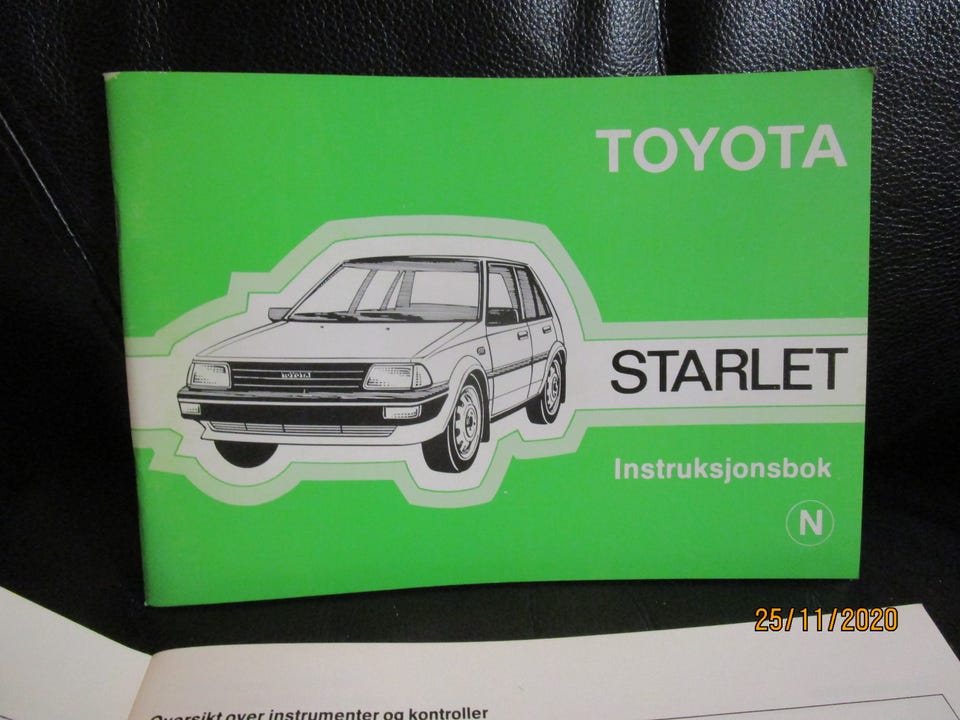 TOYOTA
TOYOTA
STARLET
Instruksjonsbok
N
25/11/2020
Oversikt over instrumenter og kontroller